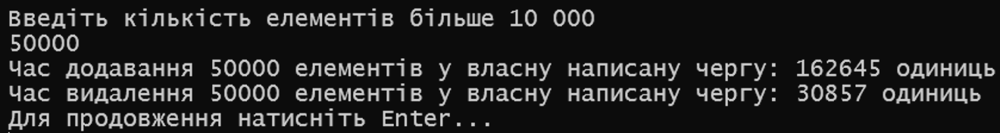 Введіть кількість елементів більше 10 000
50000
Час додавання 50000 елементів у власну написану чергу: 162645 одиниць
Час видалення 50000 елементів у власну написану чергу: 30857 одиниць
Для продовження натисніть Enter...